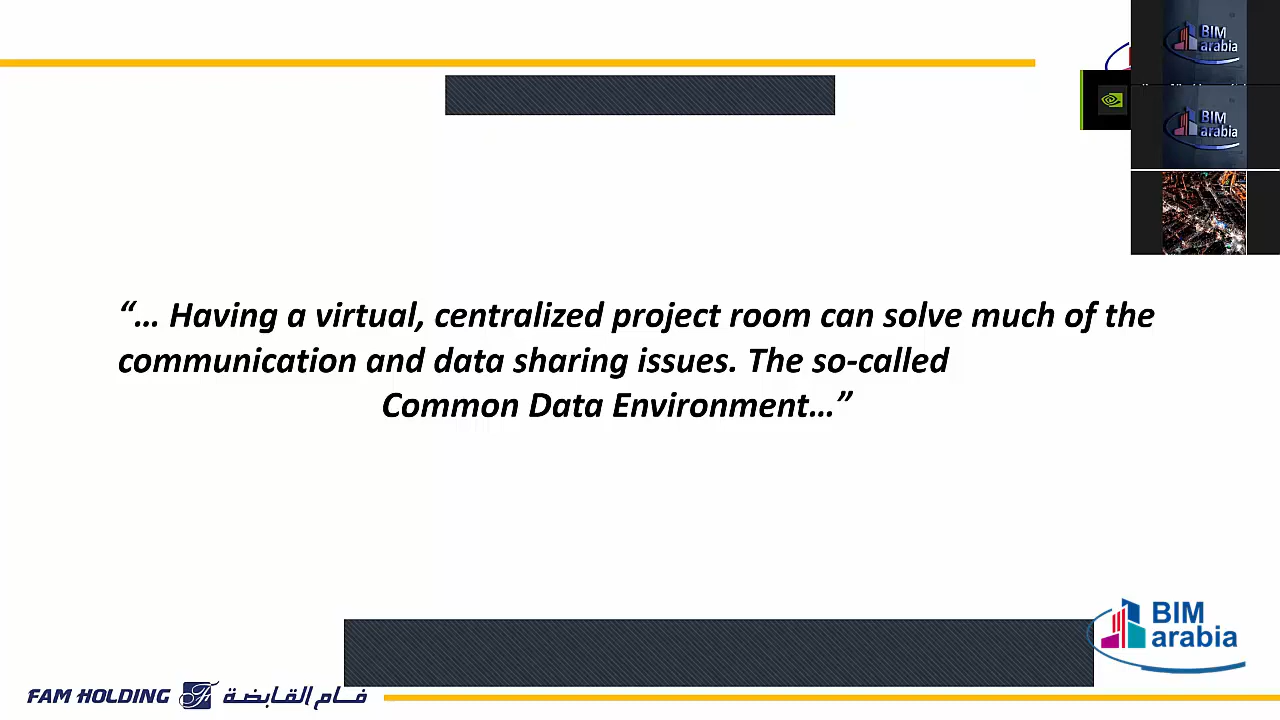 BIM
arabia
BIM
arabia
“... Having a virtual, centralized project room can solve much of the
communication and data sharing issues. The so-called
Common Data Environment...”
BIM
arabia
FAM HOLDING
فام القابضة